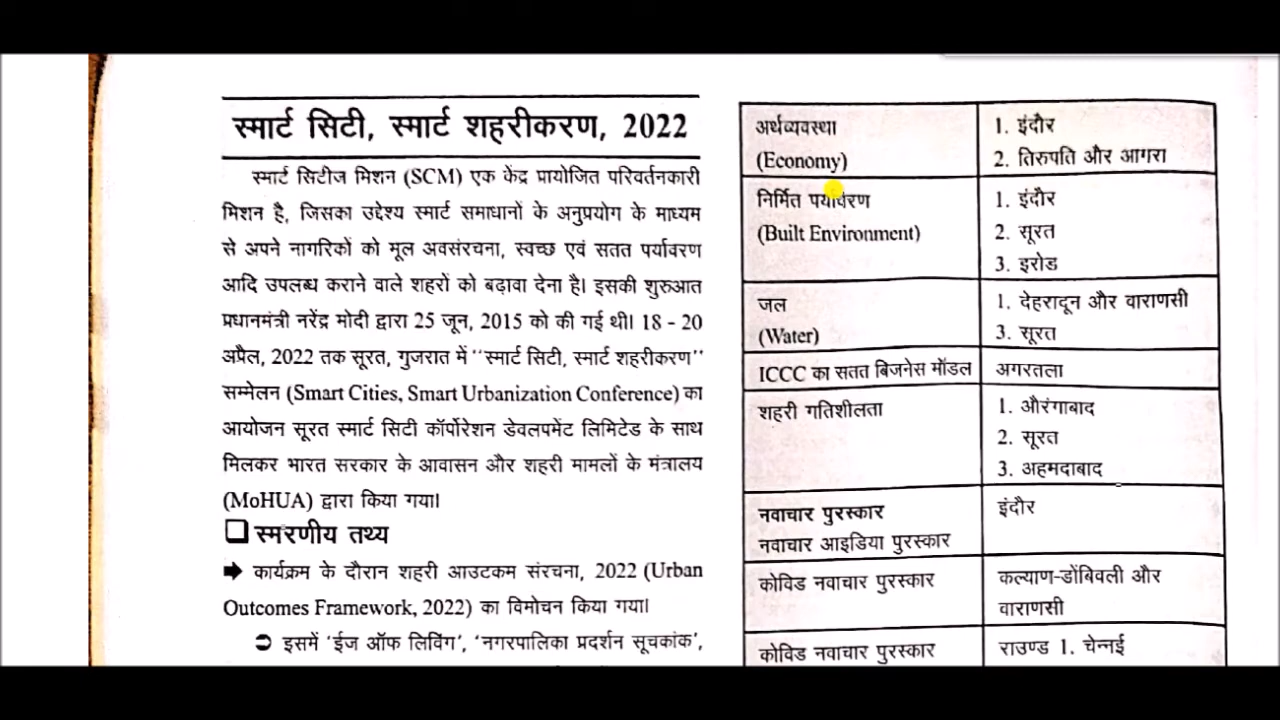 स्मार्ट सिटी, स्मार्ट शहरीकरण, 2022
स्मार्ट सिटीज मिशन (SCM) एक केंद्र प्रायोजित परिवर्तनकारी
मिशन है, जिसका उद्देश्य स्मार्ट समाधानों के अनुप्रयोग के माध्यम
से अपने नागरिकों को मूल अवसंरचना, स्वच्छ एवं सतत पर्यावरण
आदि उपलब्ध कराने वाले शहरों को बढ़ावा देना है। इसकी शुरुआत
प्रधानमंत्री नरेंद्र मोदी द्वारा 25 जून, 2015 को की गई थी। 18 - 20
अप्रैल, 2022 तक सूरत, गुजरात में "स्मार्ट सिटी, स्मार्ट शहरीकरण"
सम्मेलन (Smart Cities, Smart Urbanization Conference) का
आयोजन सूरत स्मार्ट सिटी कॉर्पोरेशन डेवलपमेंट लिमिटेड के साथ
मिलकर भारत सरकार के आवासन और शहरी मामलों के मंत्रालय
(MoHUA) द्वारा किया गया।
❑ स्मरणीय तथ्य
➡ कार्यक्रम के दौरान शहरी आउटकम संरचना, 2022 (Urban
Outcomes Framework, 2022) का विमोचन किया गया।
➲ इसमें 'ईज ऑफ लिविंग', 'नगरपालिका प्रदर्शन सूचकांक',
अर्थव्यवस्था
(Economy)
1. इंदौर
2. तिरुपति और आगरा
निर्मित पर्यावरण
(Built Environment)
1. इंदौर
2. सूरत
3. इरोड
जल
(Water)
1. देहरादून और वाराणसी
3. सूरत
ICCC का सतत बिजनेस मॉडल
अगरतला
शहरी गतिशीलता
1. औरंगाबाद
2. सूरत
3. अहमदाबाद
नवाचार पुरस्कार
नवाचार आइडिया पुरस्कार
इंदौर
कोविड नवाचार पुरस्कार
कल्याण-डोंबिवली और
वाराणसी
कोविड नवाचार पुरस्कार
राउण्ड 1. चेन्नई